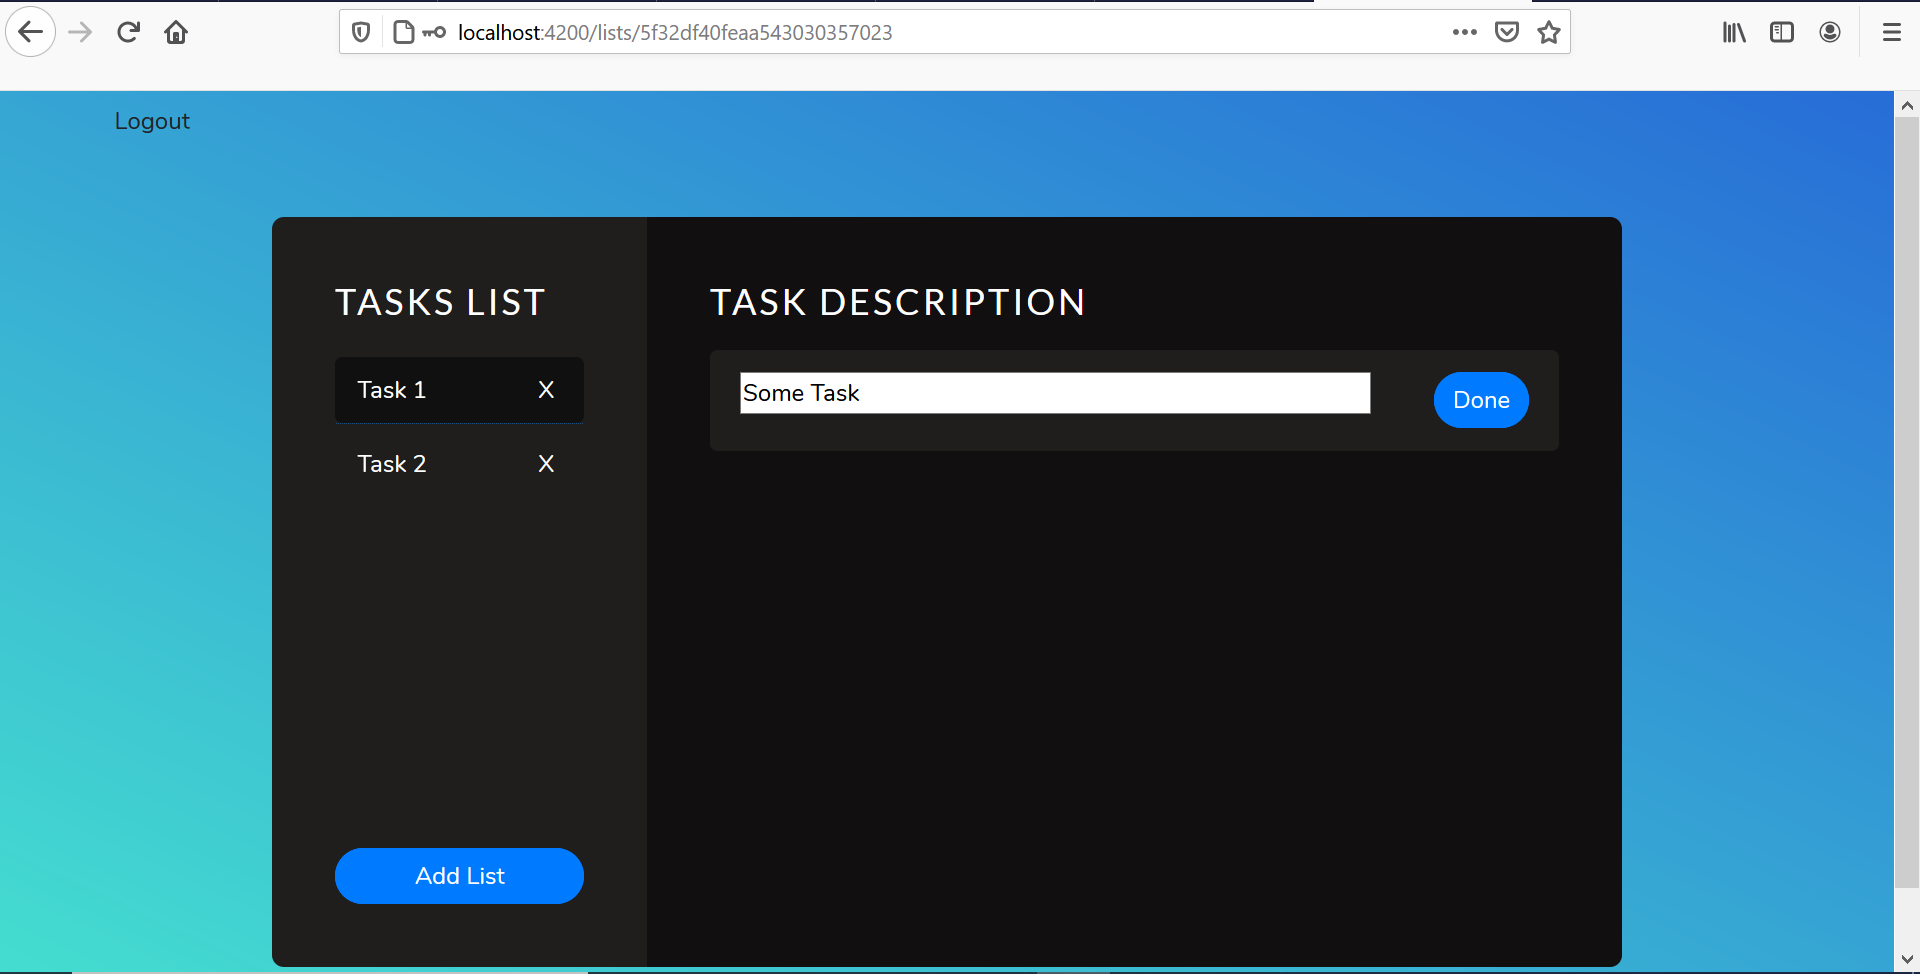 localhost:4200/lists/5f32df40feaa543030357023
Logout
TASKS LIST
Task 1 X
Task 2 X
Add List
TASK DESCRIPTION
Some Task
Done